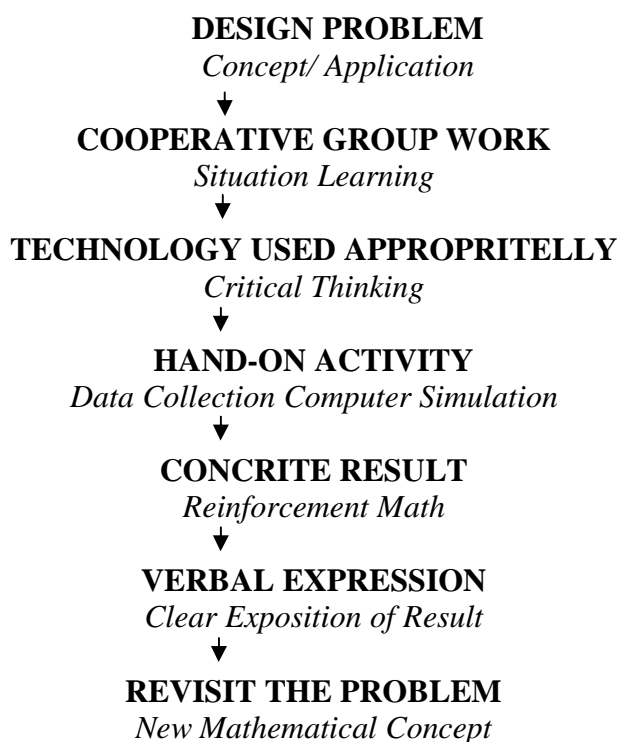 DESIGN PROBLEM
Concept/ Application
COOPERATIVE GROUP WORK
Situation Learning
TECHNOLOGY USED APPROPRITELLY
Critical Thinking
HAND-ON ACTIVITY
Data Collection Computer Simulation
CONCRITE RESULT
Reinforcement Math
VERBAL EXPRESSION
Clear Exposition of Result
REVISIT THE PROBLEM
New Mathematical Concept